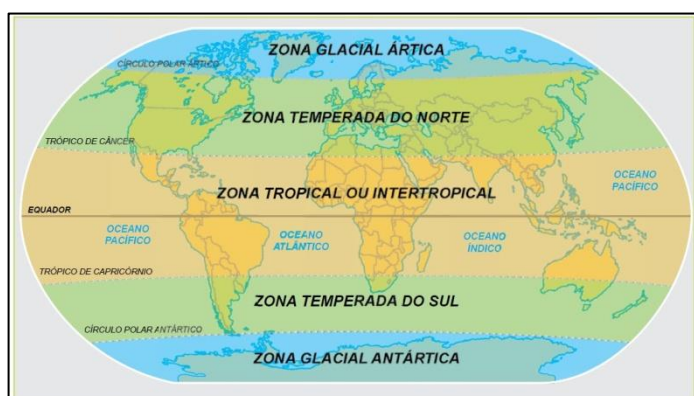 ZONA GLACIAL ÁRTICA
CÍRCULO POLAR ÁRTICO
ZONA TEMPERADA DO NORTE
TRÓPICO DE CÂNCER
ZONA TROPICAL OU INTERTROPICAL
OCEANO
PACÍFICO
EQUADOR
OCEANO
PACÍFICO
OCEANO
ATLÂNTICO
OCEANO
ÍNDICO
TRÓPICO DE CAPRICÓRNIO
ZONA TEMPERADA DO SUL
CÍRCULO POLAR ANTÁRTICO
ZONA GLACIAL ANTÁRTICA